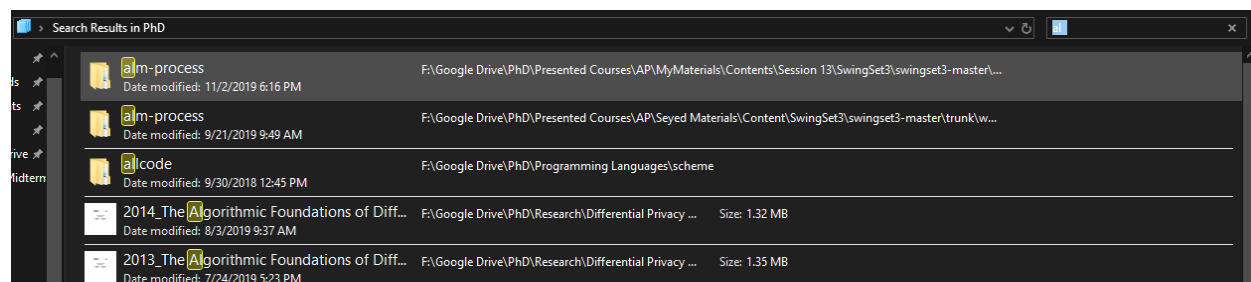 Search Results in PhD
al
alm-process
F:\Google Drive\PhD\Presented Courses\AP\MyMaterials\Contents\Session 13\SwingSet3\swingset3-master\...
Date modified: 11/2/2019 6:16 PM
alm-process
F:\Google Drive\PhD\Presented Courses\AP\Seyed Materials\Content\SwingSet3\swingset3-master\trunk\w...
Date modified: 9/21/2019 9:49 AM
allcode
F:\Google Drive\PhD\Programming Languages\scheme
Date modified: 9/30/2018 12:45 PM
2014_The Algorithmic Foundations of Diff...
F:\Google Drive\PhD\Research\Differential Privacy ...
Size: 1.32 MB
Date modified: 8/3/2019 9:37 AM
2013_The Algorithmic Foundations of Diff...
F:\Google Drive\PhD\Research\Differential Privacy ...
Size: 1.35 MB
Date modified: 7/24/2019 5:23 PM